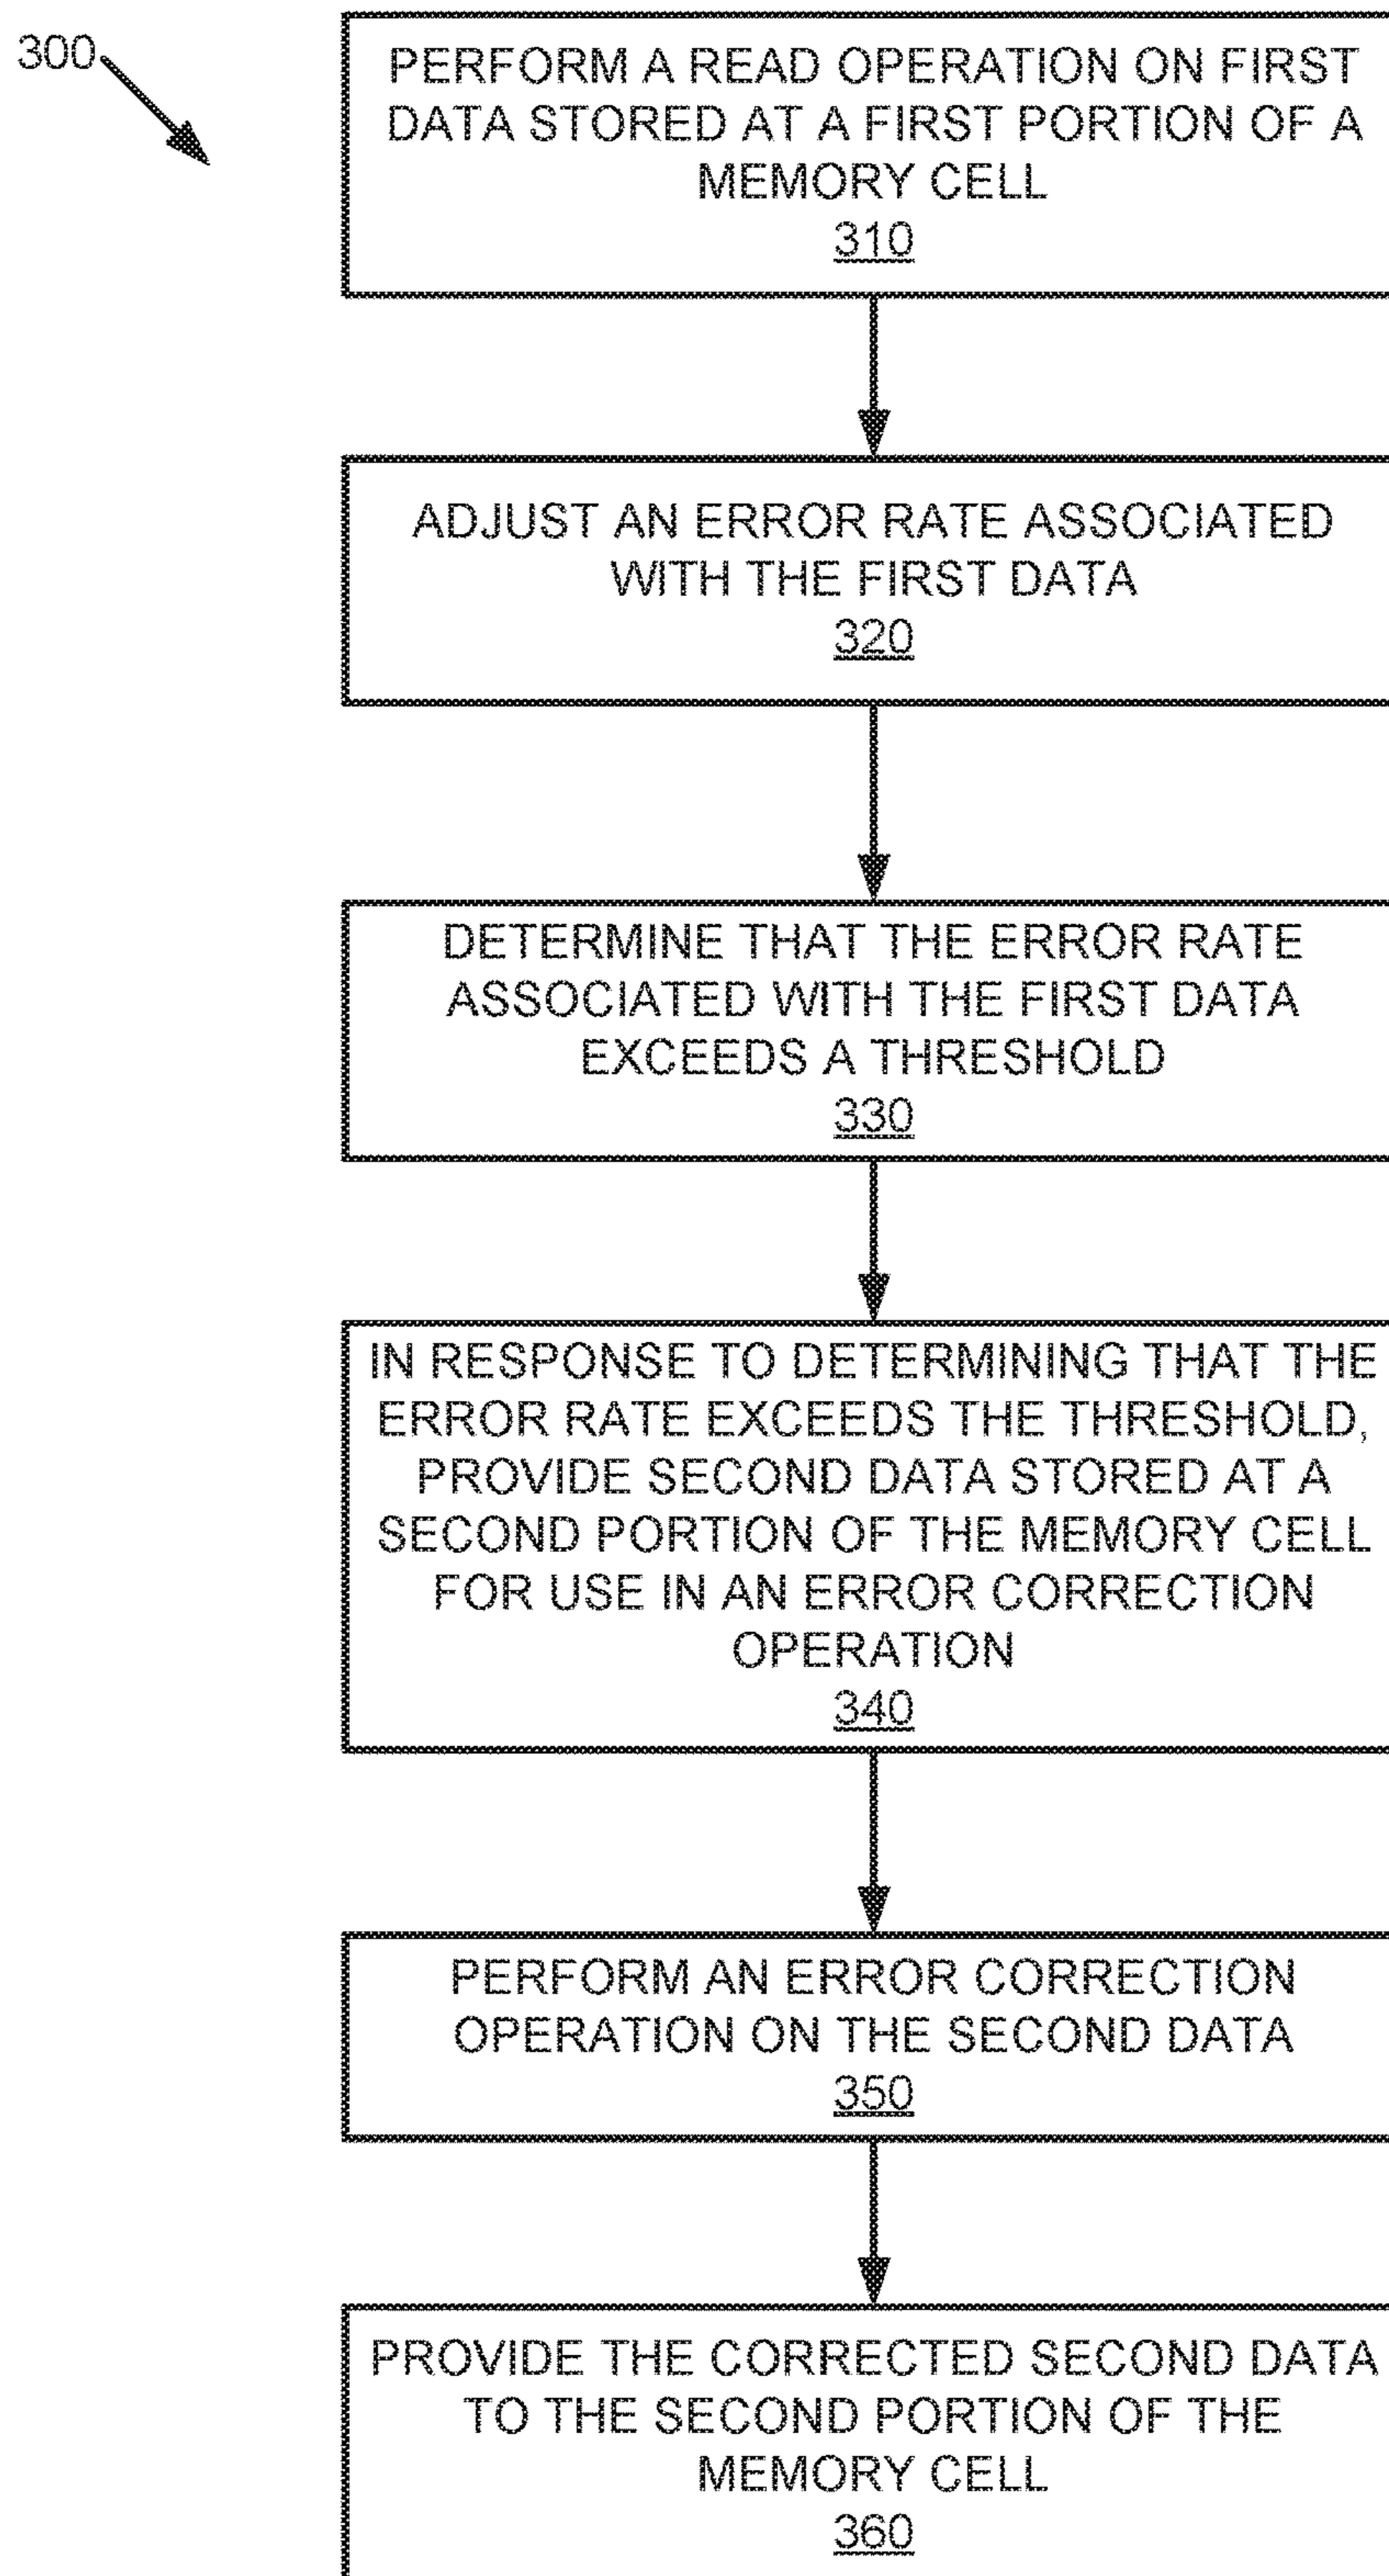 300
PERFORM A READ OPERATION ON FIRST
DATA STORED AT A FIRST PORTION OF A
MEMORY CELL
310
ADJUST AN ERROR RATE ASSOCIATED
WITH THE FIRST DATA
320
DETERMINE THAT THE ERROR RATE
ASSOCIATED WITH THE FIRST DATA
EXCEEDS A THRESHOLD
330
IN RESPONSE TO DETERMINING THAT THE
ERROR RATE EXCEEDS THE THRESHOLD,
PROVIDE SECOND DATA STORED AT A
SECOND PORTION OF THE MEMORY CELL
FOR USE IN AN ERROR CORRECTION
OPERATION
340
PERFORM AN ERROR CORRECTION
OPERATION ON THE SECOND DATA
350
PROVIDE THE CORRECTED SECOND DATA
TO THE SECOND PORTION OF THE
MEMORY CELL
360